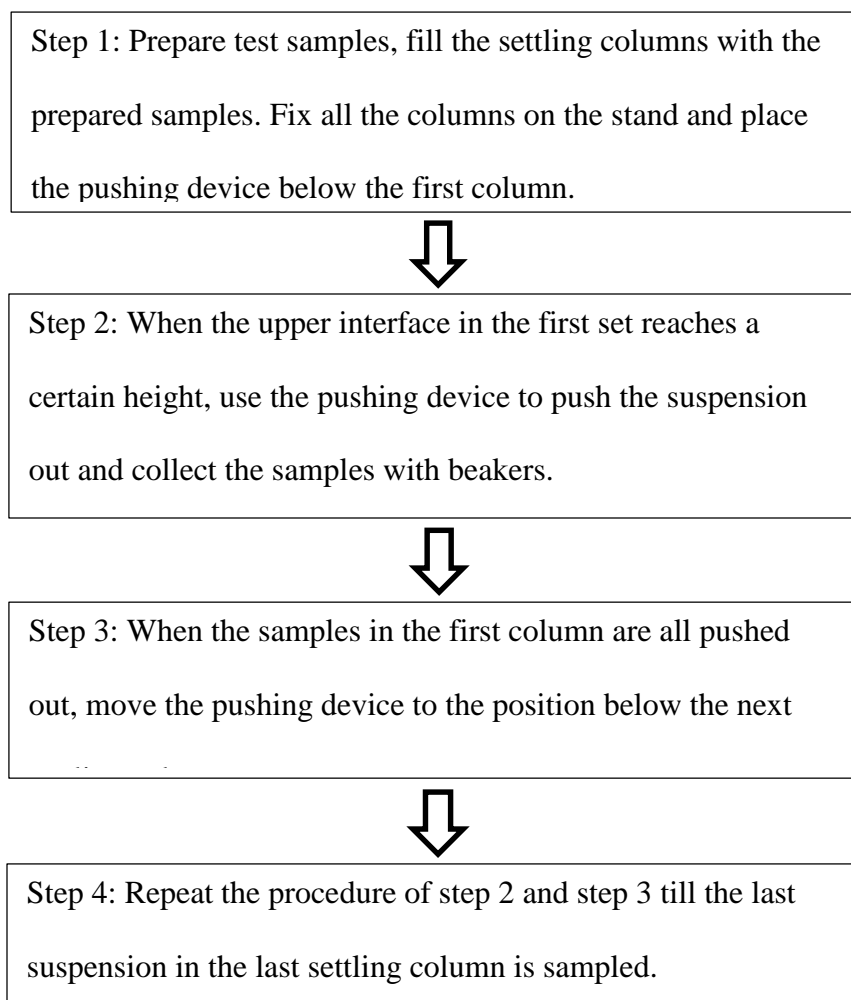 Step 1: Prepare test samples, fill the settling columns with the
prepared samples. Fix all the columns on the stand and place
the pushing device below the first column.
Step 2: When the upper interface in the first set reaches a
certain height, use the pushing device to push the suspension
out and collect the samples with beakers.
Step 3: When the samples in the first column are all pushed
out, move the pushing device to the position below the next
Step 4: Repeat the procedure of step 2 and step 3 till the last
suspension in the last settling column is sampled.